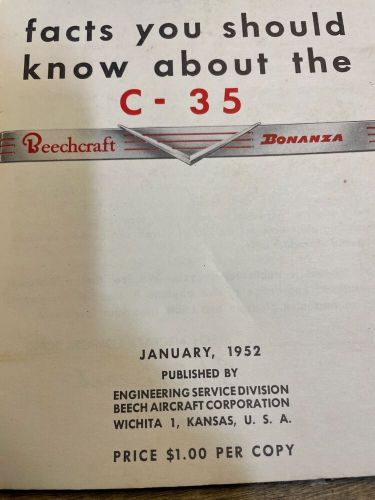 facts you should
know about the
C - 35
Beechcraft BONANZA
JANUARY, 1952
PUBLISHED BY
ENGINEERING SERVICE DIVISION
BEECH AIRCRAFT CORPORATION
WICHITA 1, KANSAS, U. S. A.
PRICE $1.00 PER COPY